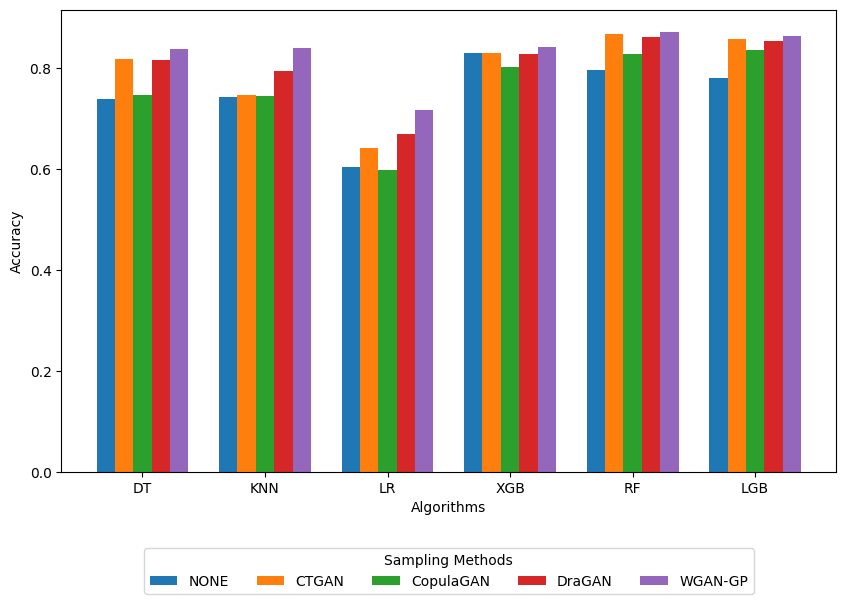 0.8
0.6
0.4
0.2
0.0
Accuracy
DT KNN LR XGB RF LGB
Algorithms
Sampling Methods
NONE CTGAN CopulaGAN DraGAN WGAN-GP